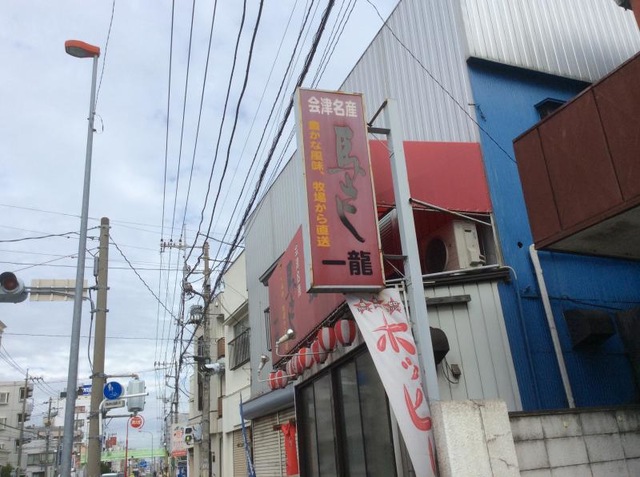 会津名産
豊かな風味、牧場から直送
馬さし
一龍
ホッピ